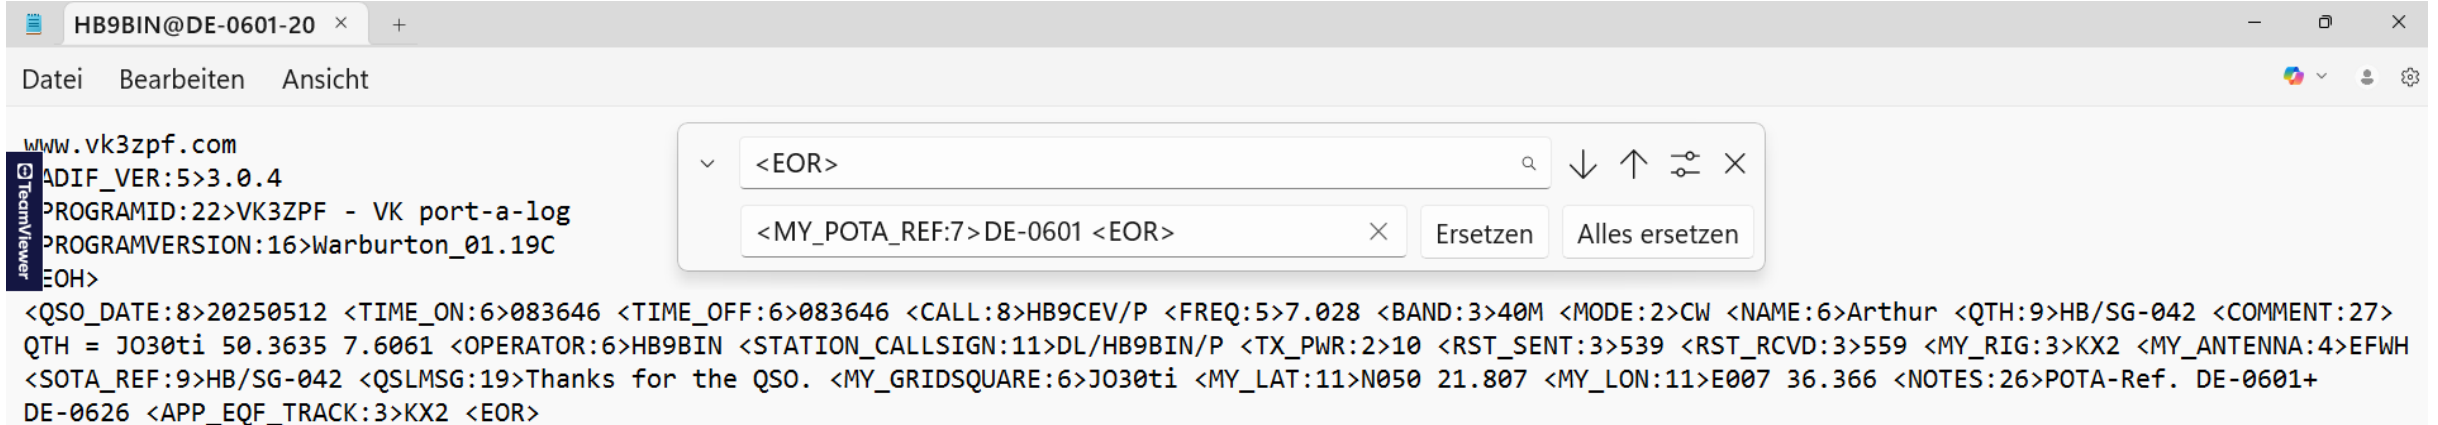 HB9BIN@DE-0601-20
Datei Bearbeiten Ansicht
www.vk3zpf.com
ADIF_VER:5>3.0.4
PROGRAMID:22>VK3ZPF - VK port-a-log
PROGRAMVERSION:16>Warburton_01.19C
EOH>
TeamViewer
<EOR>
<MY_POTA_REF:7>DE-0601 <EOR>
Ersetzen
Alles ersetzen
<QSO_DATE:8>20250512 <TIME_ON:6>083646 <TIME_OFF:6>083646 <CALL:8>HB9CEV/P <FREQ:5>7.028 <BAND:3>40M <MODE:2>CW <NAME:6>Arthur <QTH:9>HB/SG-042 <COMMENT:27>
QTH = JO30ti 50.3635 7.6061 <OPERATOR:6>HB9BIN <STATION_CALLSIGN:11>DL/HB9BIN/P <TX_PWR:2>10 <RST_SENT:3>539 <RST_RCVD:3>559 <MY_RIG:3>KX2 <MY_ANTENNA:4>EFWH
<SOTA_REF:9>HB/SG-042 <QSLMSG:19>Thanks for the QSO. <MY_GRIDSQUARE:6>JO30ti <MY_LAT:11>N050 21.807 <MY_LON:11>E007 36.366 <NOTES:26>POTA-Ref. DE-0601+
DE-0626 <APP_EQF_TRACK:3>KX2 <EOR>